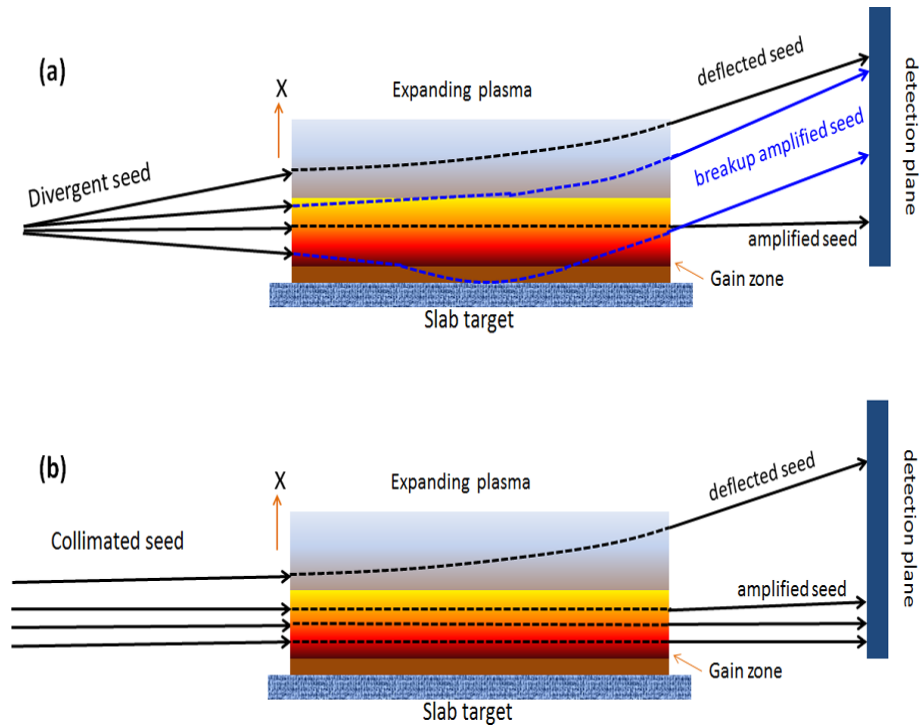 (a)
X
Expanding plasma
deflected seed
detection plane
Divergent seed
breakup amplified seed
amplified seed
Gain zone
Slab target
(b)
X
Expanding plasma
deflected seed
detection plane
Collimated seed
amplified seed
Gain zone
Slab target